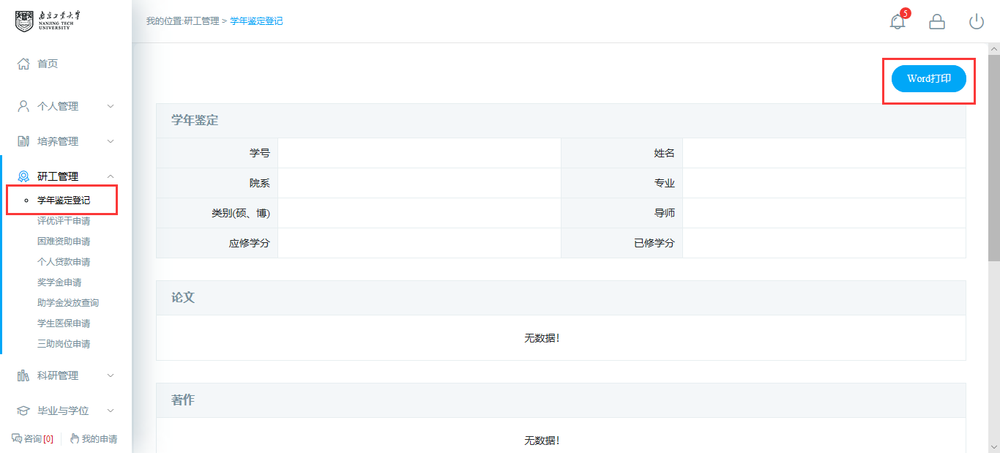 南京工业大学
NANJING TECH
UNIVERSITY
我的位置:研工管理 > 学年鉴定登记
5
首页
个人管理
培养管理
研工管理
学年鉴定登记
评优评干申请
困难资助申请
个人贷款申请
奖学金申请
助学金发放查询
学生医保申请
三助岗位申请
科研管理
毕业与学位
咨询[0]
我的申请
Word打印
学年鉴定
学号
姓名
院系
专业
类别(硕、博)
导师
应修学分
已修学分
论文
无数据!
著作
无数据!